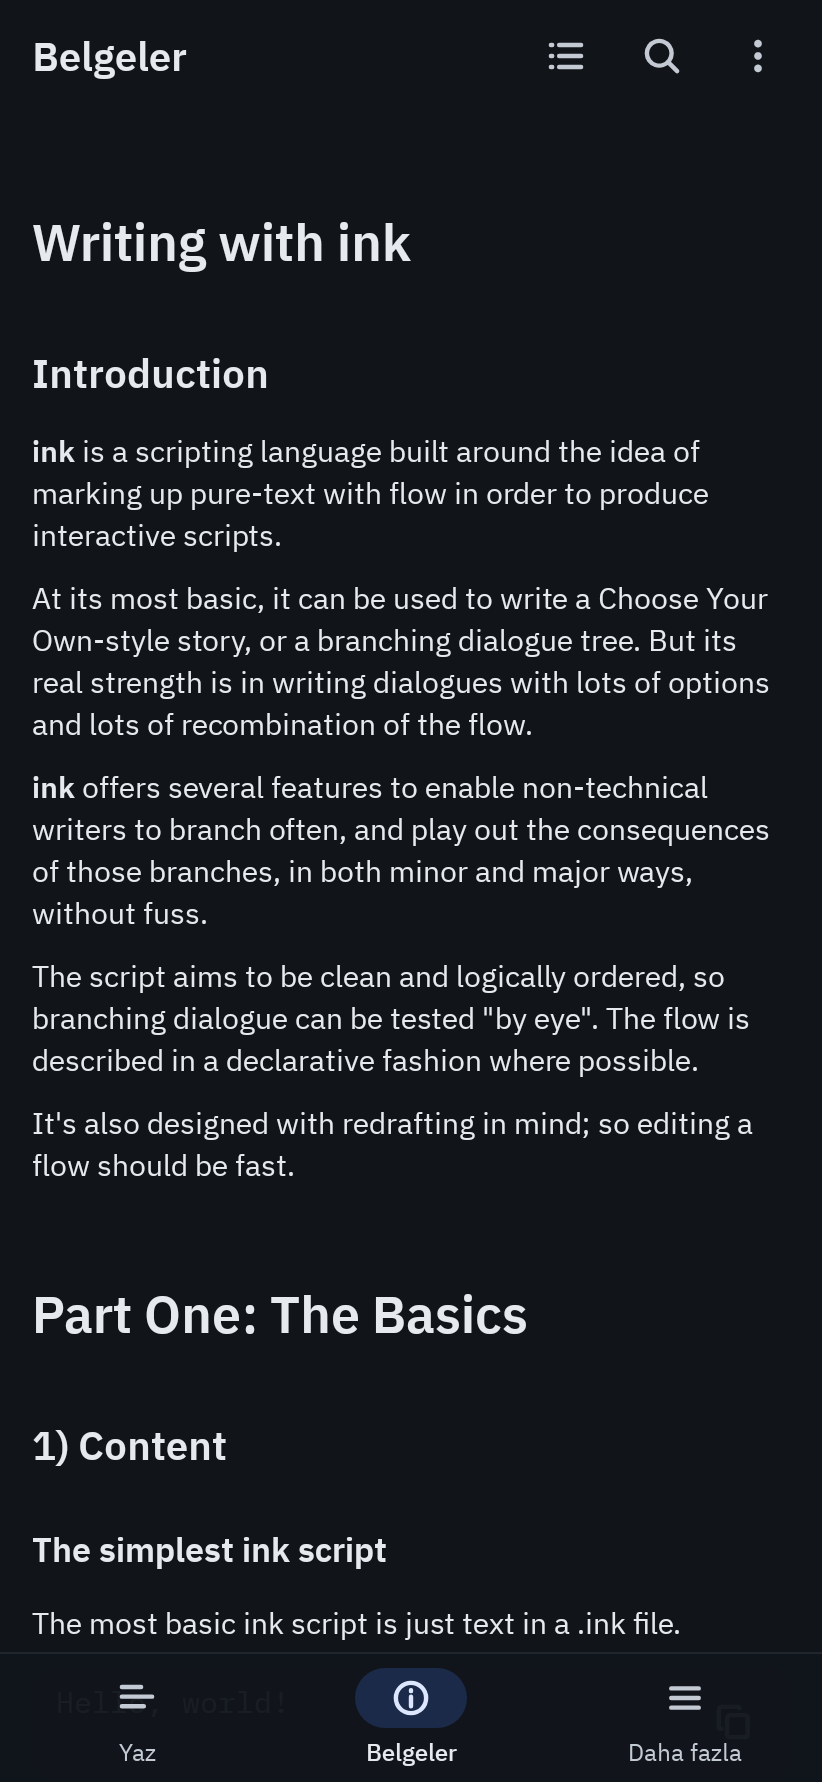 Belgeler
Writing with ink
Introduction
ink is a scripting language built around the idea of
marking up pure-text with flow in order to produce
interactive scripts.
At its most basic, it can be used to write a Choose Your
Own-style story, or a branching dialogue tree. But its
real strength is in writing dialogues with lots of options
and lots of recombination of the flow.
ink offers several features to enable non-technical
writers to branch often, and play out the consequences
of those branches, in both minor and major ways,
without fuss.
The script aims to be clean and logically ordered, so
branching dialogue can be tested "by eye". The flow is
described in a declarative fashion where possible.
It's also designed with redrafting in mind; so editing a
flow should be fast.
Part One: The Basics
1) Content
The simplest ink script
The most basic ink script is just text in a .ink file.
Hello, world!
Yaz
Belgeler
Daha fazla